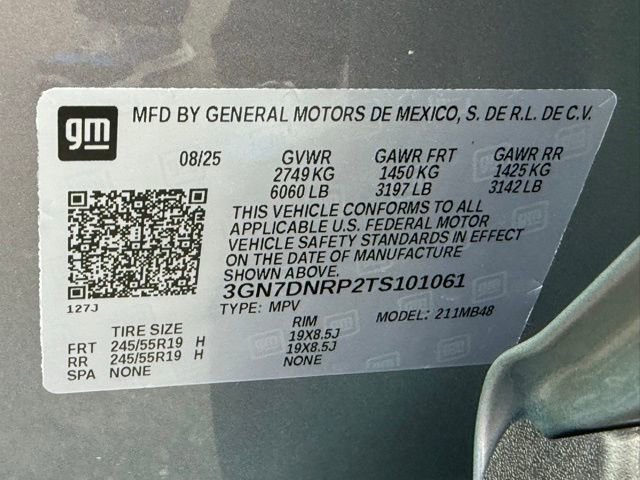 gm MFD BY GENERAL MOTORS DE MEXICO, S. DE R.L. DE C.V.
08/25 GVWR GAWR FRT GAWR RR
2749 KG 1450 KG 1425 KG
6060 LB 3197 LB 3142 LB
THIS VEHICLE CONFORMS TO ALL
APPLICABLE U.S. FEDERAL MOTOR
VEHICLE SAFETY STANDARDS IN EFFECT
ON THE DATE OF MANUFACTURE
SHOWN ABOVE.
3GN7DNRP2TS101061
127J TYPE: MPV MODEL: 211MB48
TIRE SIZE RIM
FRT 245/55R19 H 19X8.5J
RR 245/55R19 H 19X8.5J
SPA NONE NONE